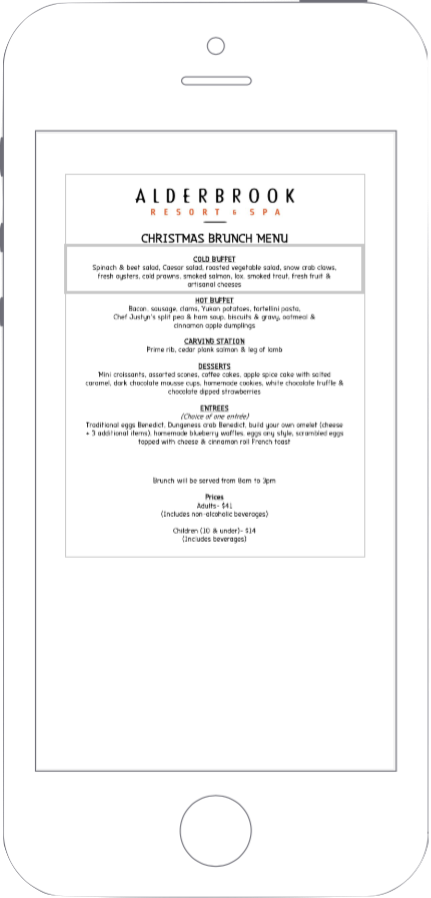 ALDERBROOK
RESORT & SPA
CHRISTMAS BRUNCH MENU
COLD BUFFET
Spinach & beet salad, Caesar salad, roasted vegetable salad, snow crab claws,
fresh oysters, cold prawns, smoked salmon, lox, smoked trout, fresh fruit &
artisanal cheeses
HOT BUFFET
Bacon, sausage, clams, Yukon potatoes, tortellini pasta,
Chef Justyn's split pea & ham soup, biscuits & gravy, oatmeal &
cinnamon apple dumplings
CARVING STATION
Prime rib, cedar plank salmon & leg of lamb
DESSERTS
Mini croissants, assorted scones, coffee cakes, apple spice cake with salted
caramel, dark chocolate mousse cups, homemade cookies, white chocolate truffle &
chocolate dipped strawberries
ENTREES
(Choice of one entrée)
Traditional eggs Benedict, Dungeness crab Benedict, build your own omelet (cheese
+ 3 additional items), homemade blueberry waffles, eggs any style, scrambled eggs
topped with cheese & cinnamon roll French toast
Brunch will be served from 8am to 3pm
Prices
Adults- $41
(Includes non-alcoholic beverages)
Children (10 & under)- $14
(Includes beverages)